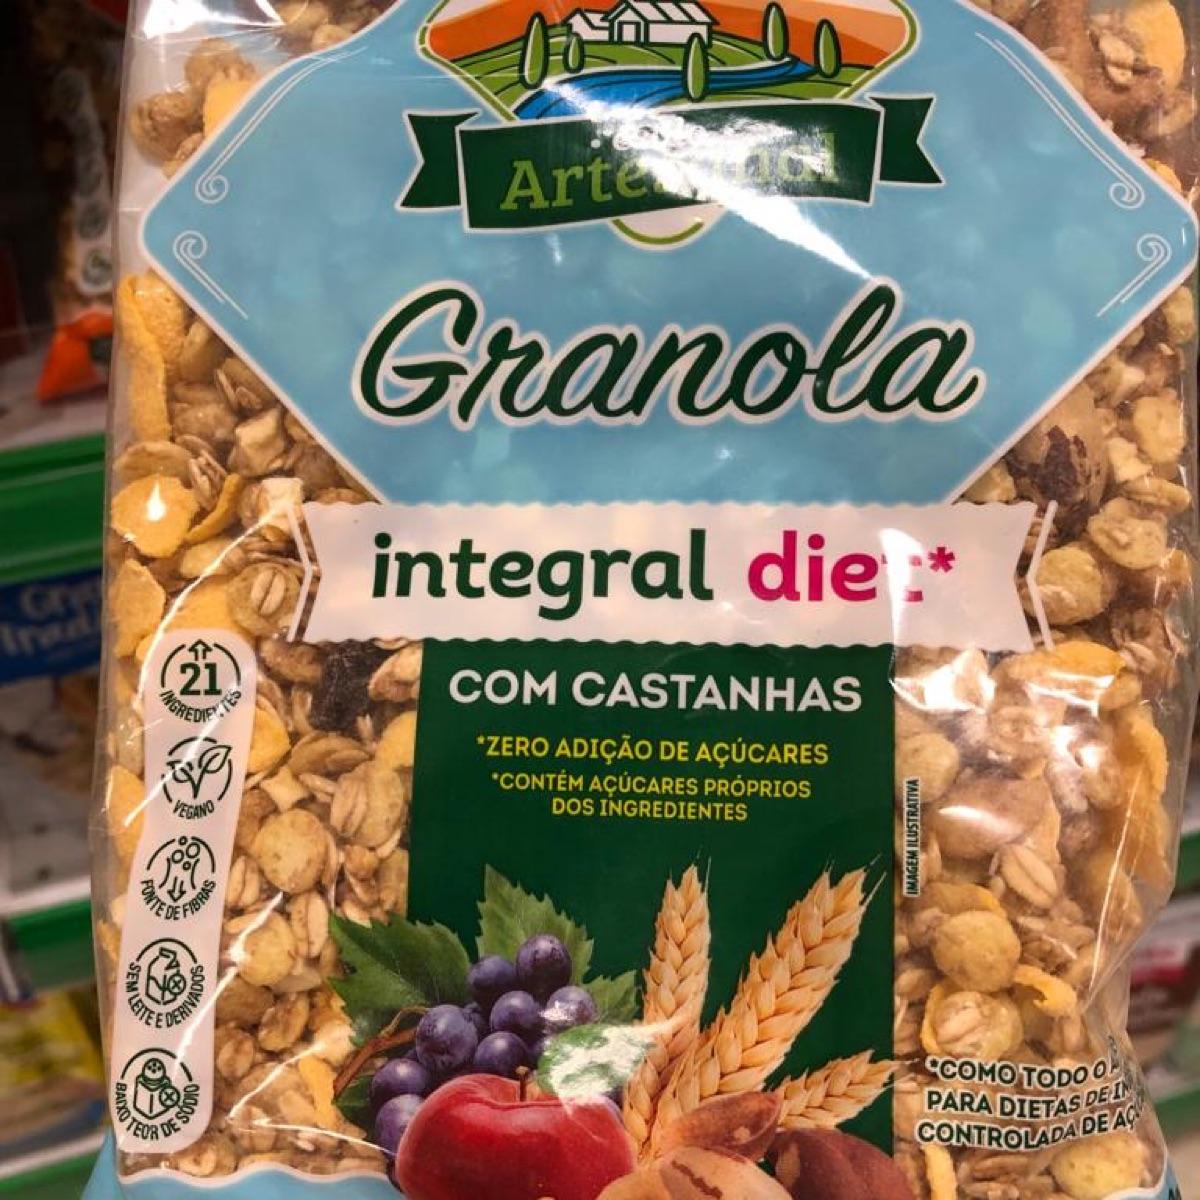 Artesanal
Granola
integral diet*
COM CASTANHAS
*ZERO ADIÇÃO DE AÇÚCARES
*CONTÉM AÇÚCARES PRÓPRIOS
DOS INGREDIENTES
21
INGREDIENTES
VEGANO
FONTE DE FIBRAS
SEM LEITE E DERIVADOS
BAIXO TEOR DE SÓDIO
IMAGEM ILUSTRATIVA
*COMO TODO O
PARA DIETAS DE
CONTROLADA DE